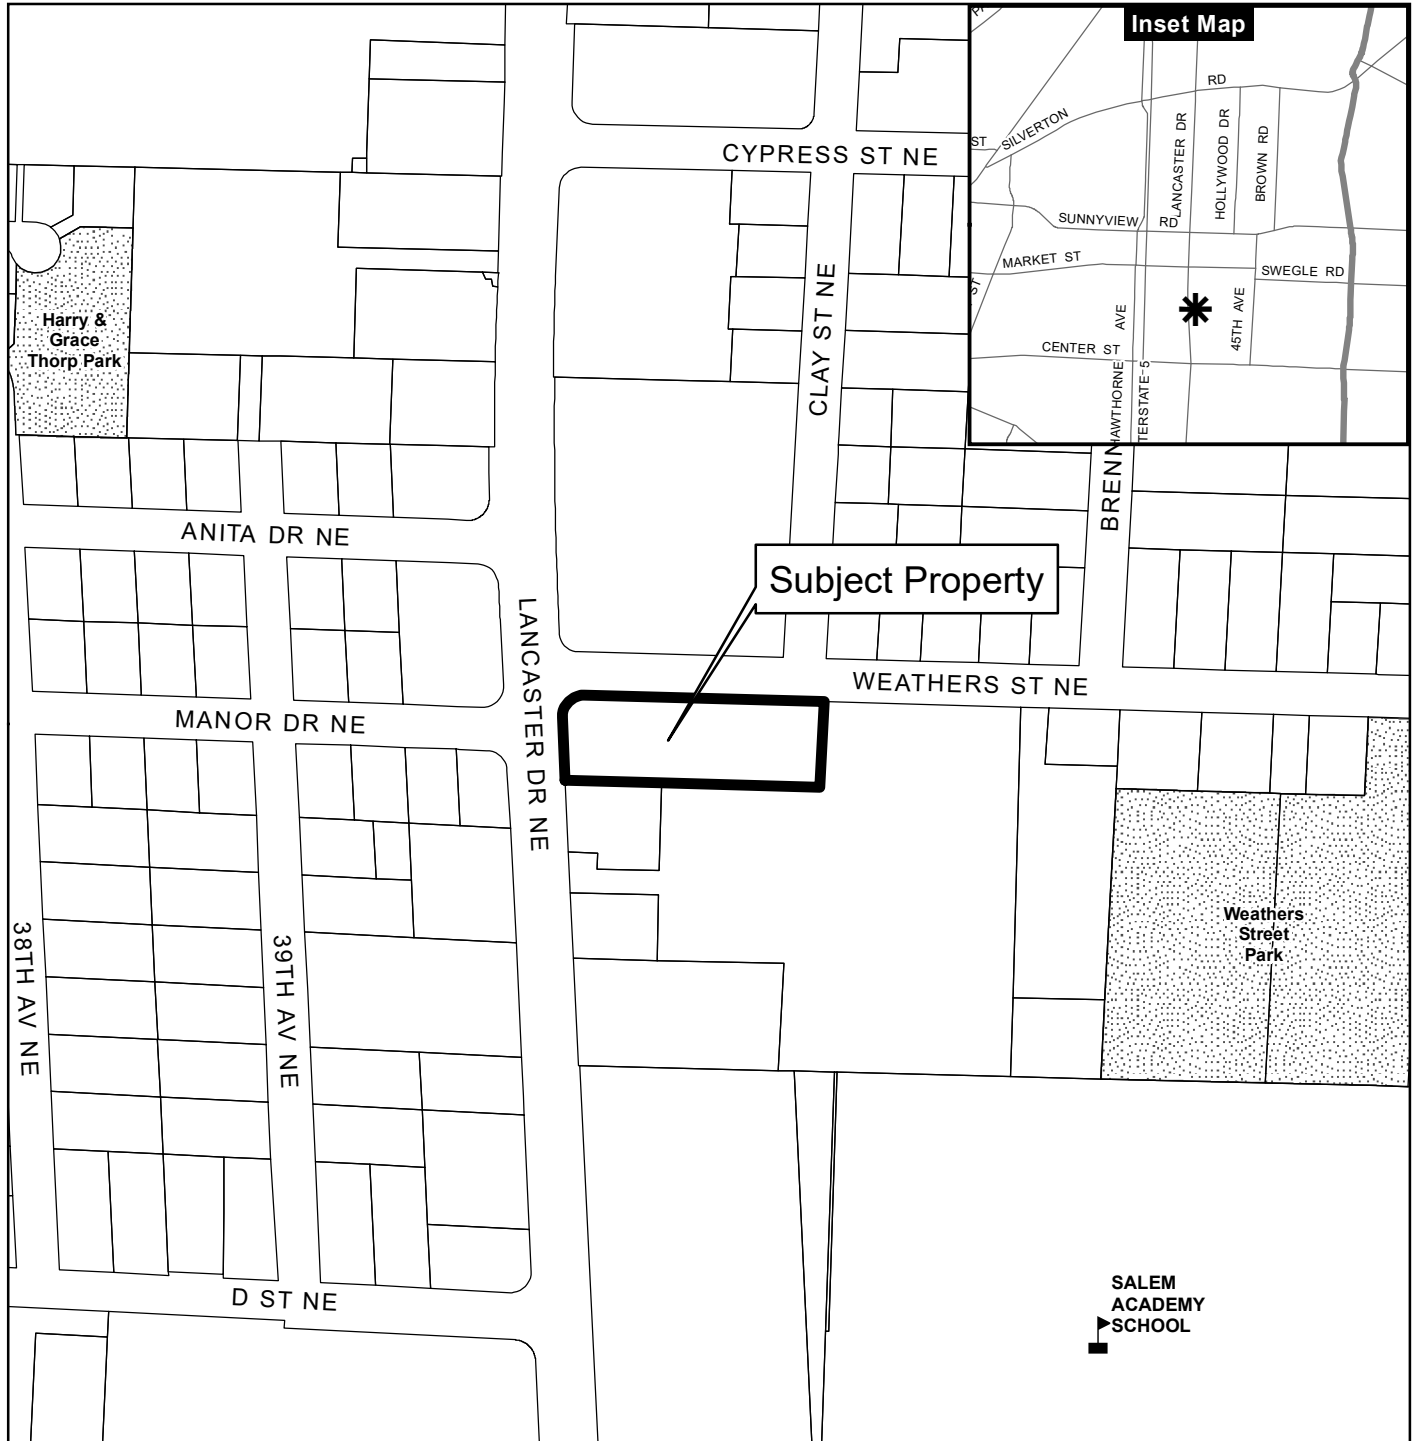 Inset Map
RD
SILVERTON
ST
LANCASTER DR
HOLLYWOOD DR
BROWN RD
SUNNYVIEW RD
MARKET ST
SWEGLE RD
ST
HAWTHORNE AVE
45TH AVE
CENTER ST
TERSTATE 5
CYPRESS ST NE
Harry &
Grace
Thorp Park
CLAY ST NE
BRENN
ANITA DR NE
Subject Property
LANCASTER DR NE
WEATHERS ST NE
MANOR DR NE
Weathers
Street
Park
38TH AV NE
39TH AV NE
D ST NE
SALEM
ACADEMY
SCHOOL